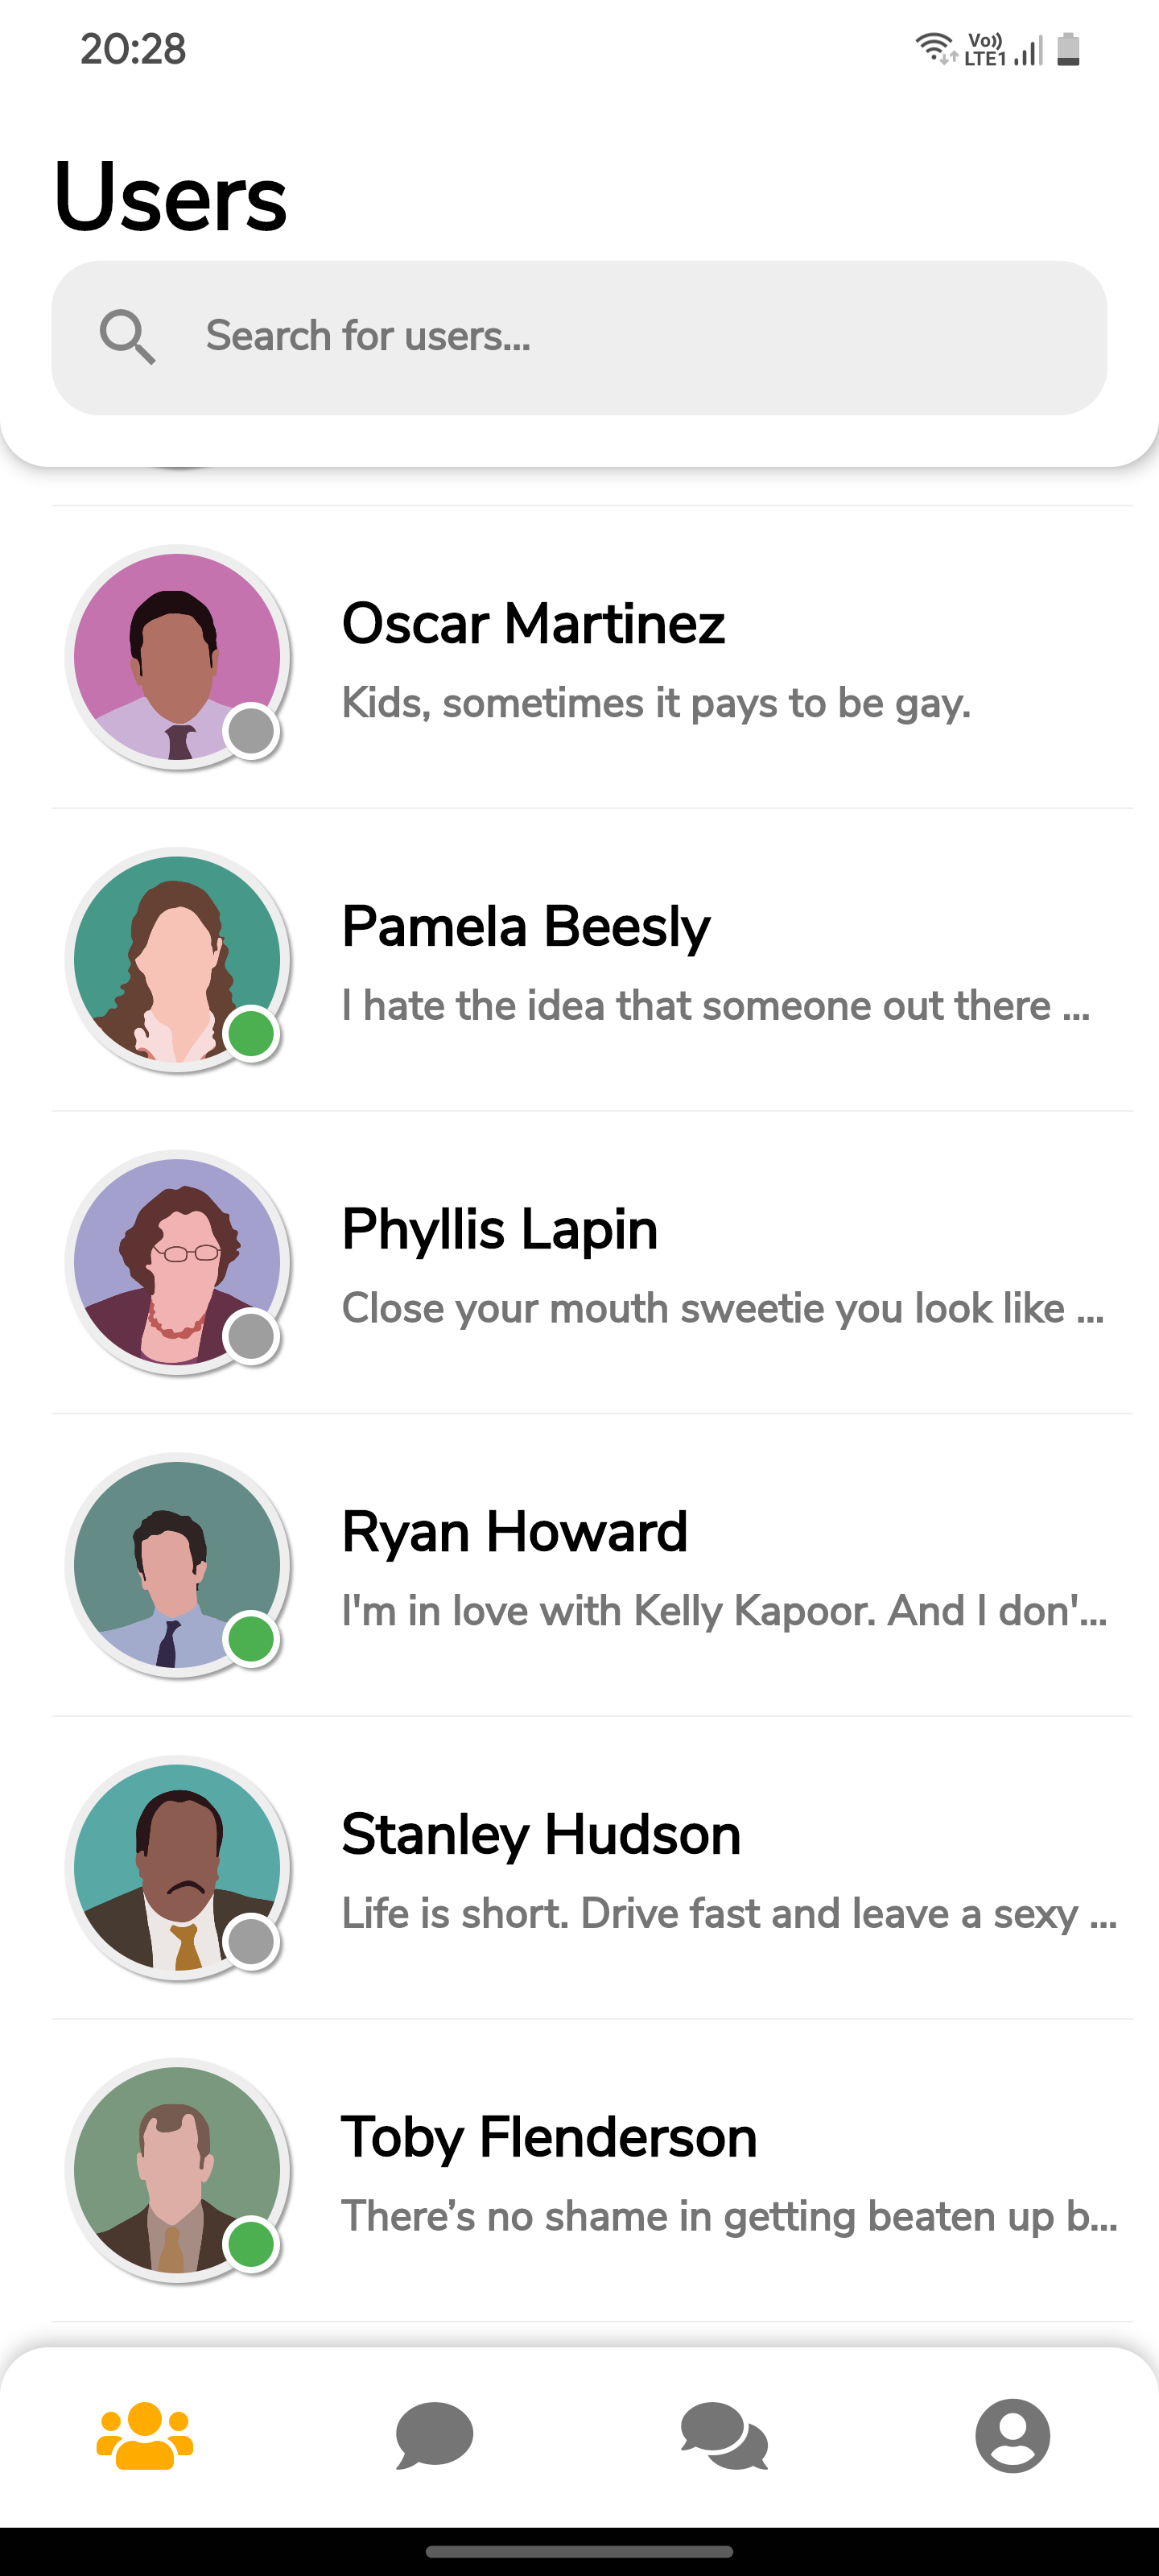 20:28
Vo))
LTE1
Users
Search for users...
Oscar Martinez
Kids, sometimes it pays to be gay.
Pamela Beesly
I hate the idea that someone out there ...
Phyllis Lapin
Close your mouth sweetie you look like ...
Ryan Howard
I'm in love with Kelly Kapoor. And I don'...
Stanley Hudson
Life is short. Drive fast and leave a sexy ...
Toby Flenderson
There’s no shame in getting beaten up b...